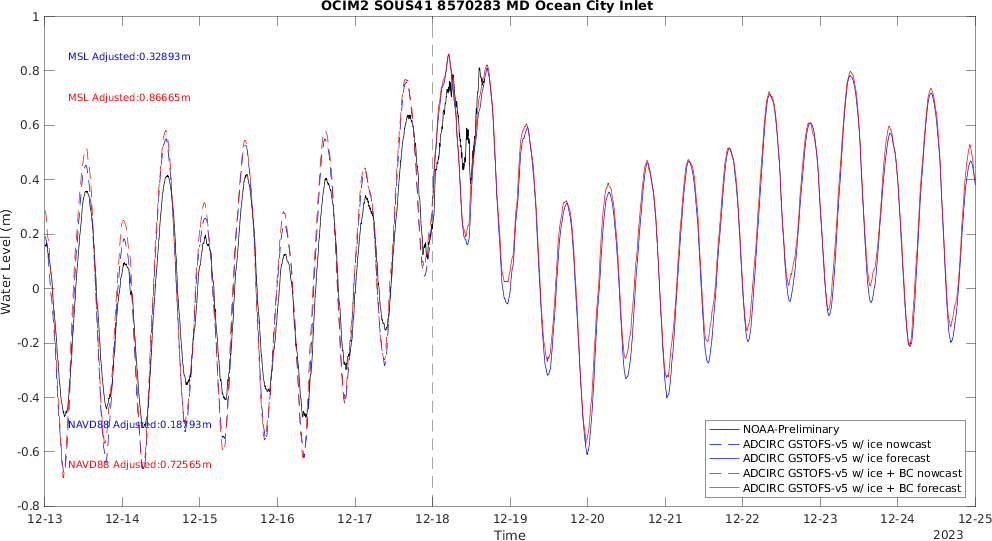 OCIM2 SOUS41 8570283 MD Ocean City Inlet
MSL Adjusted:0.32893m
MSL Adjusted:0.86665m
NAVD88 Adjusted:0.18793m
NAVD88 Adjusted:0.72565m
Water Level (m)
1
0.8
0.6
0.4
0.2
0
-0.2
-0.4
-0.6
-0.8
NOAA-Preliminary
ADCIRC GSTOFS-v5 w/ ice nowcast
ADCIRC GSTOFS-v5 w/ ice forecast
ADCIRC GSTOFS-v5 w/ ice + BC nowcast
ADCIRC GSTOFS-v5 w/ ice + BC forecast
12-13 12-14 12-15 12-16 12-17 12-18 12-19 12-20 12-21 12-22 12-23 12-24 12-25
Time
2023